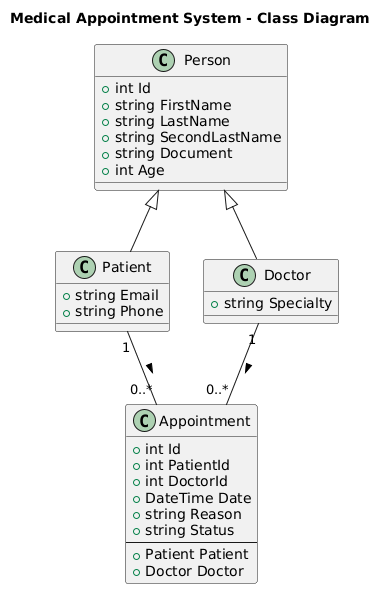 Medical Appointment System - Class Diagram
C Person
int Id
string FirstName
string LastName
string SecondLastName
string Document
int Age
C Patient
string Email
string Phone
C Doctor
string Specialty
1
1
0..*
0..*
C Appointment
int Id
int PatientId
int DoctorId
DateTime Date
string Reason
string Status
Patient Patient
Doctor Doctor